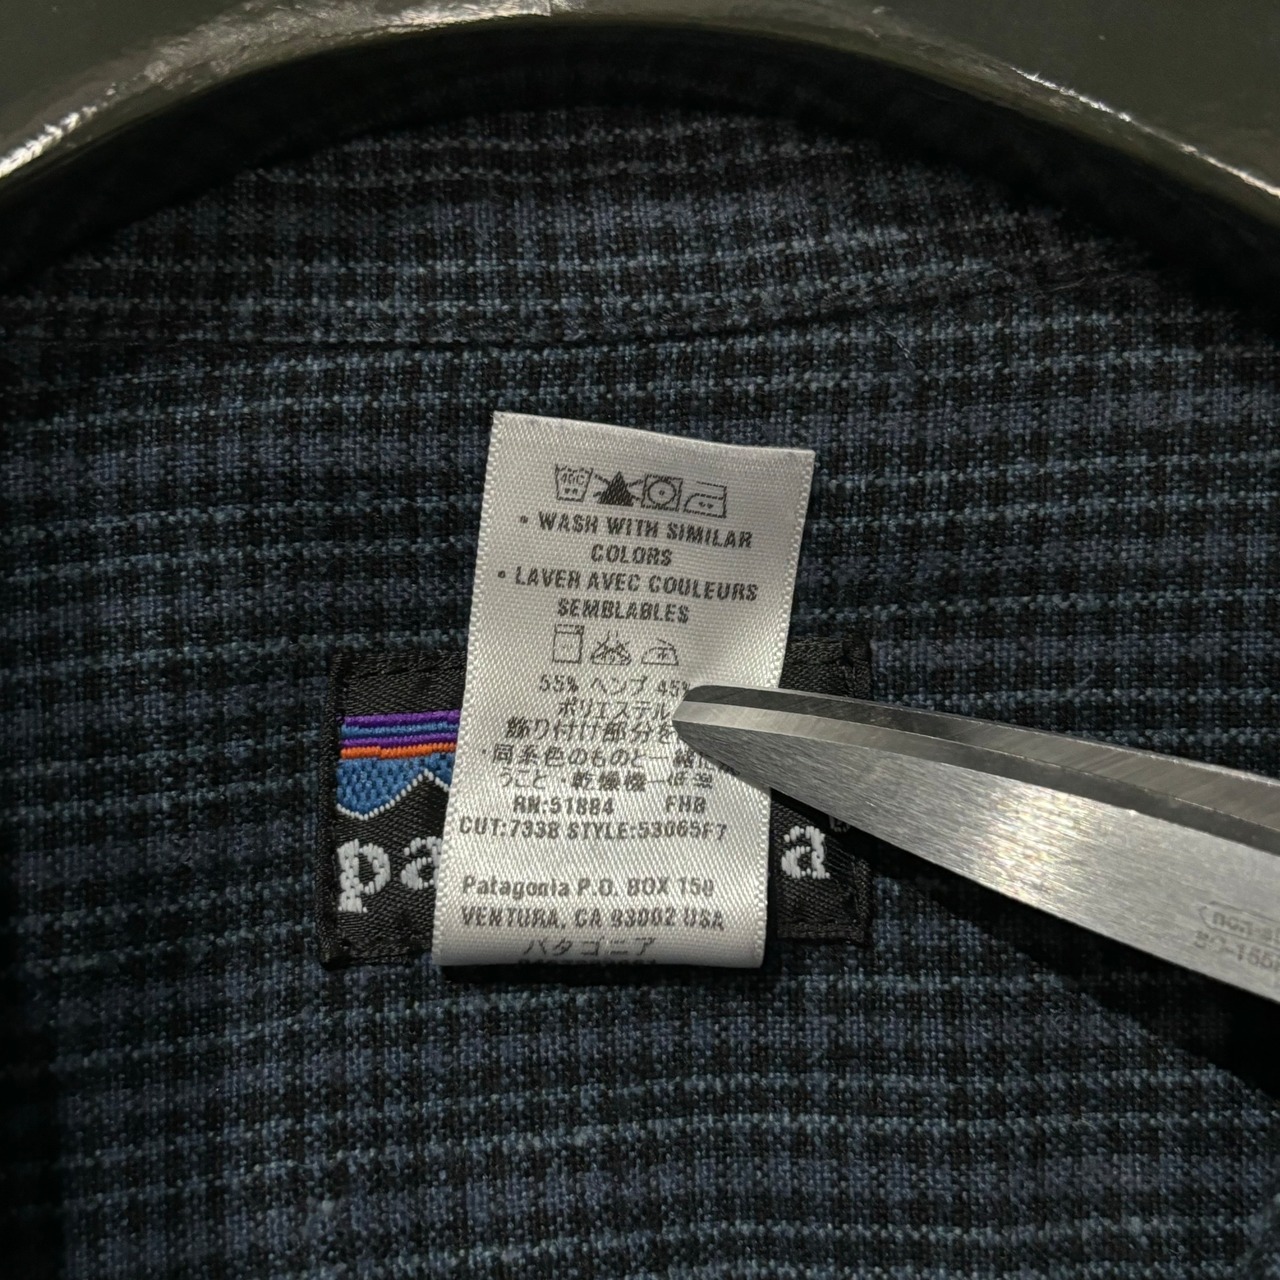 40C
• WASH WITH SIMILAR
COLORS
• LAVER AVEC COULEURS
SEMBLABLES
55% ヘンプ 45%
ポリエステル
飾り付け部分を
・同系色のものと一緒に
うこと・乾燥機一低温
RN:51884 FHB
CUT:7338 STYLE:53065F7
Patagonia P.O. BOX 150
VENTURA, CA 93002 USA
パタゴニア
pa
a